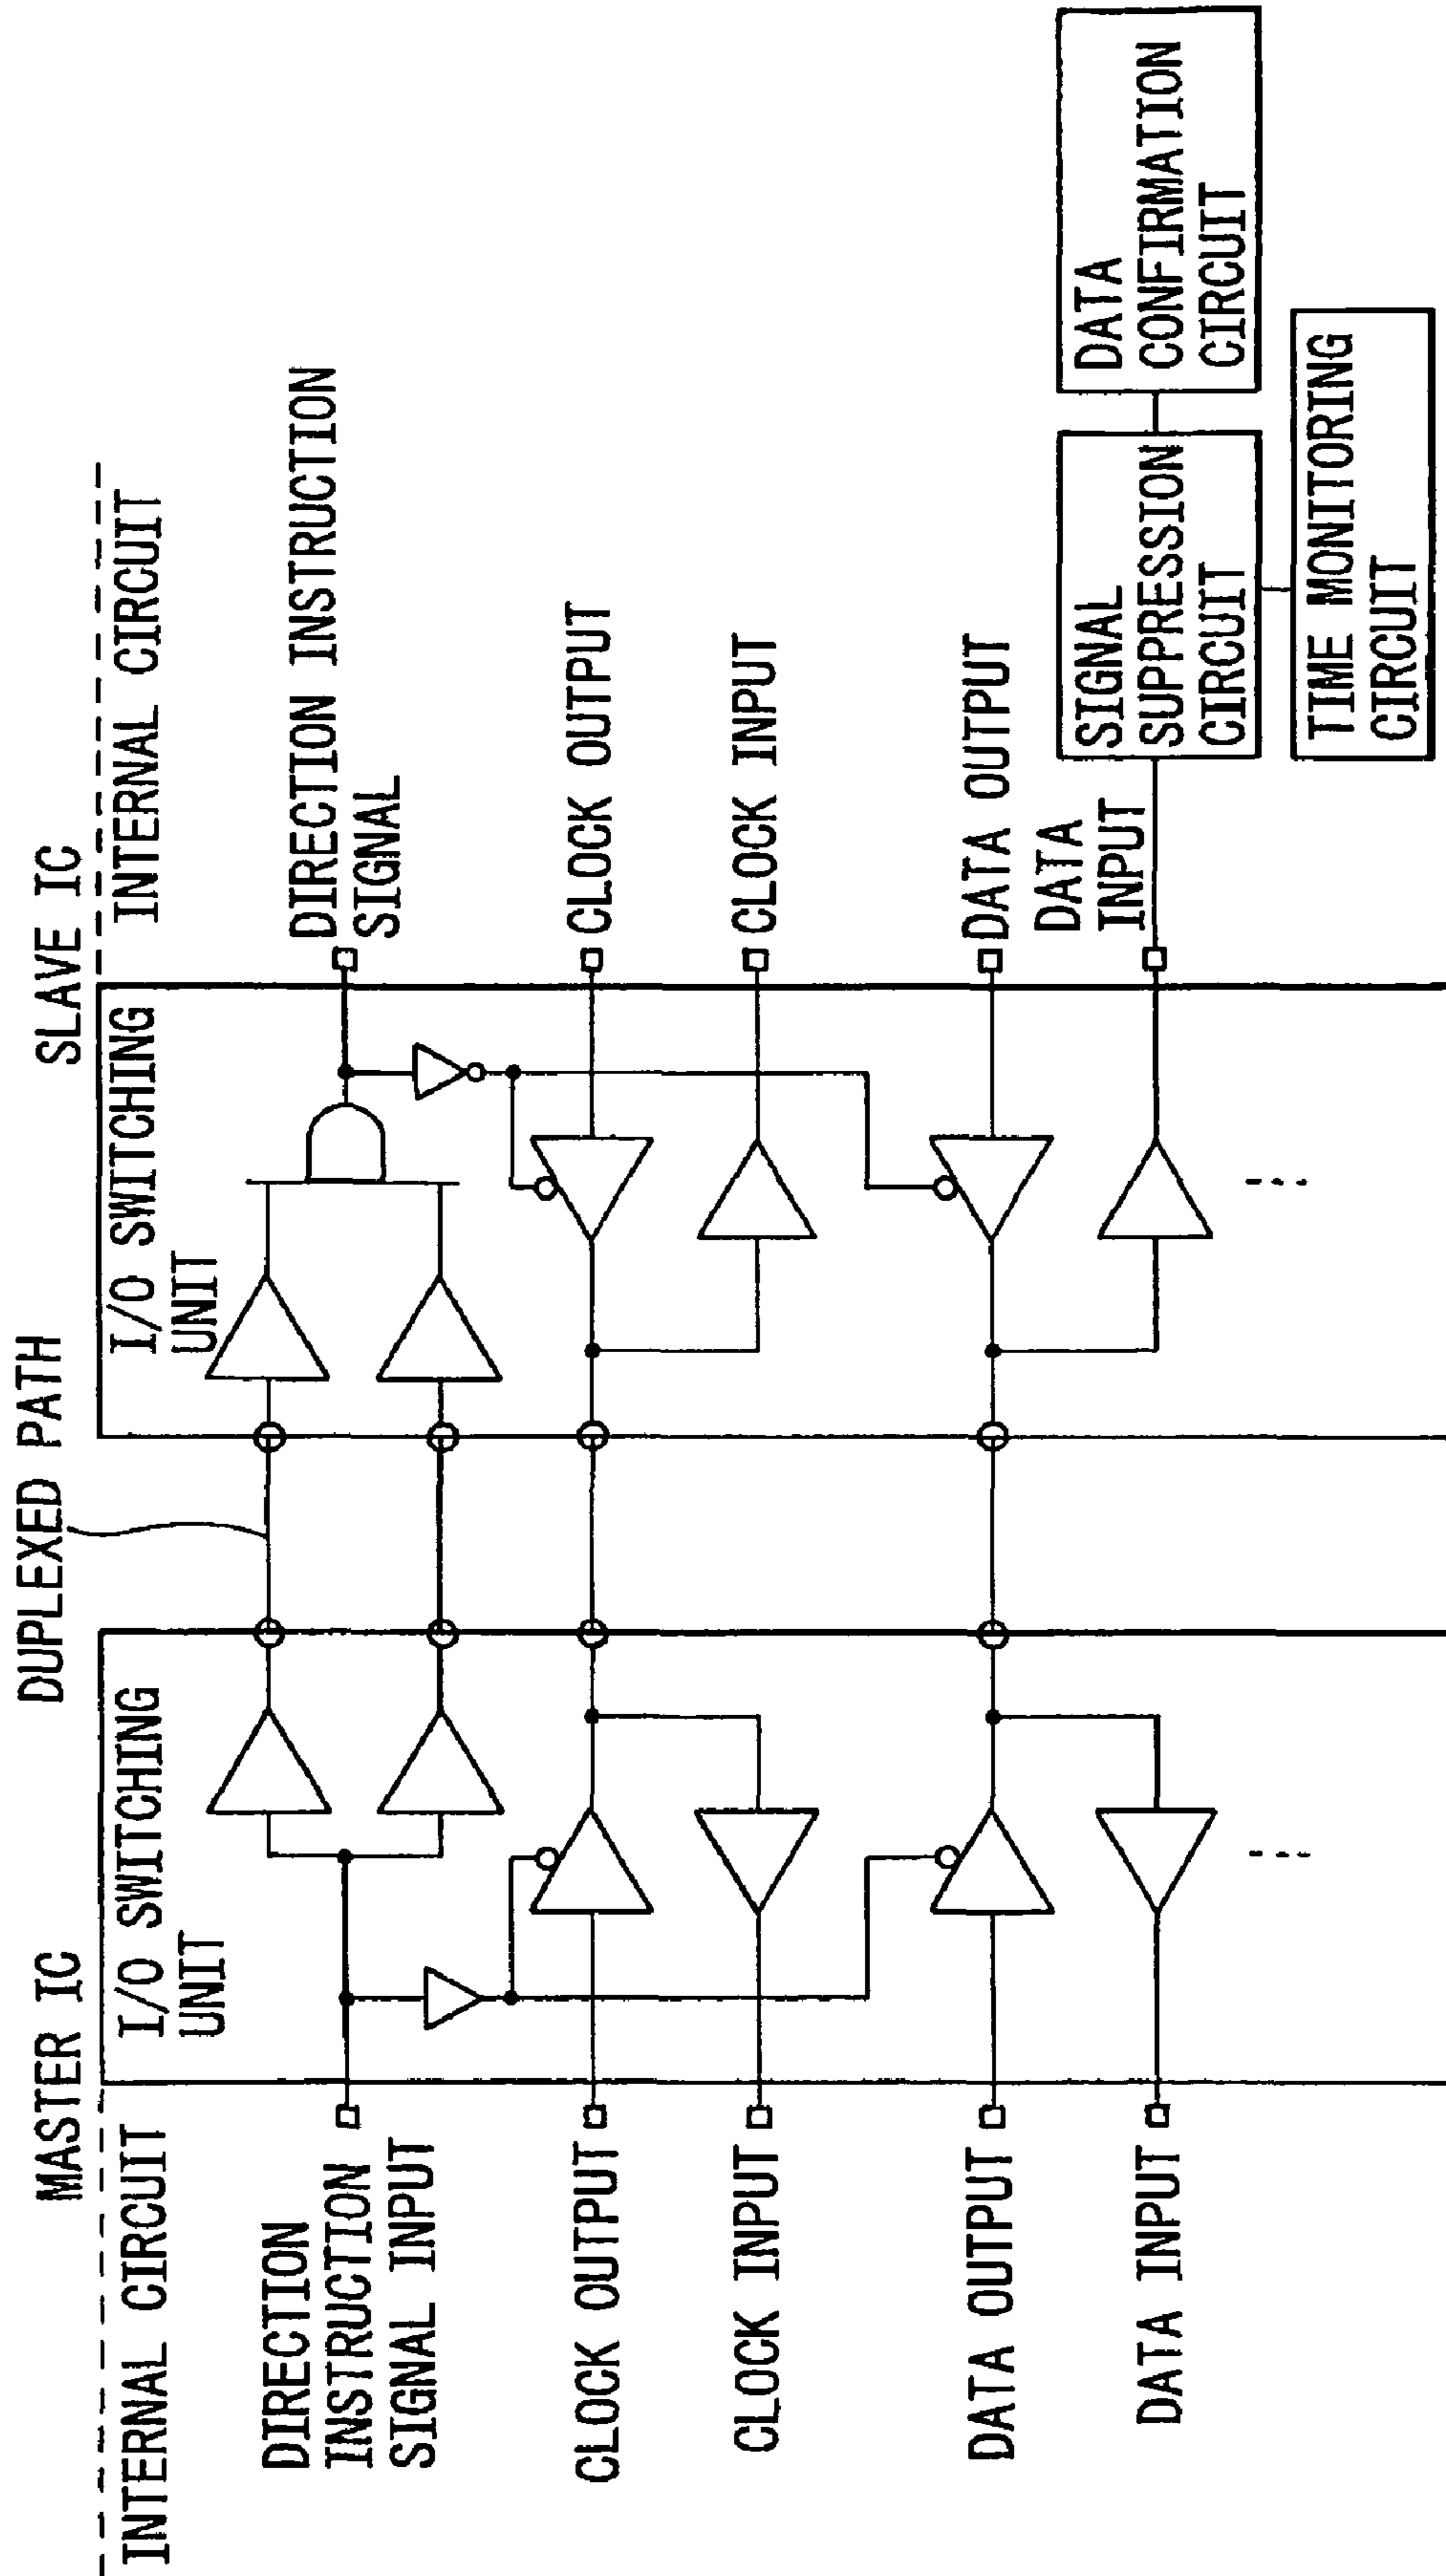 MASTER IC
DUPLEXED PATH
SLAVE IC
INTERNAL CIRCUIT
I/O SWITCHING
UNIT
I/O SWITCHING
UNIT
INTERNAL CIRCUIT
DIRECTION
INSTRUCTION
SIGNAL INPUT
DIRECTION INSTRUCTION
SIGNAL
CLOCK OUTPUT
CLOCK OUTPUT
CLOCK INPUT
CLOCK INPUT
DATA OUTPUT
DATA OUTPUT
DATA INPUT
DATA
INPUT
SIGNAL
SUPPRESSION
CIRCUIT
DATA
CONFIRMATION
CIRCUIT
TIME MONITORING
CIRCUIT